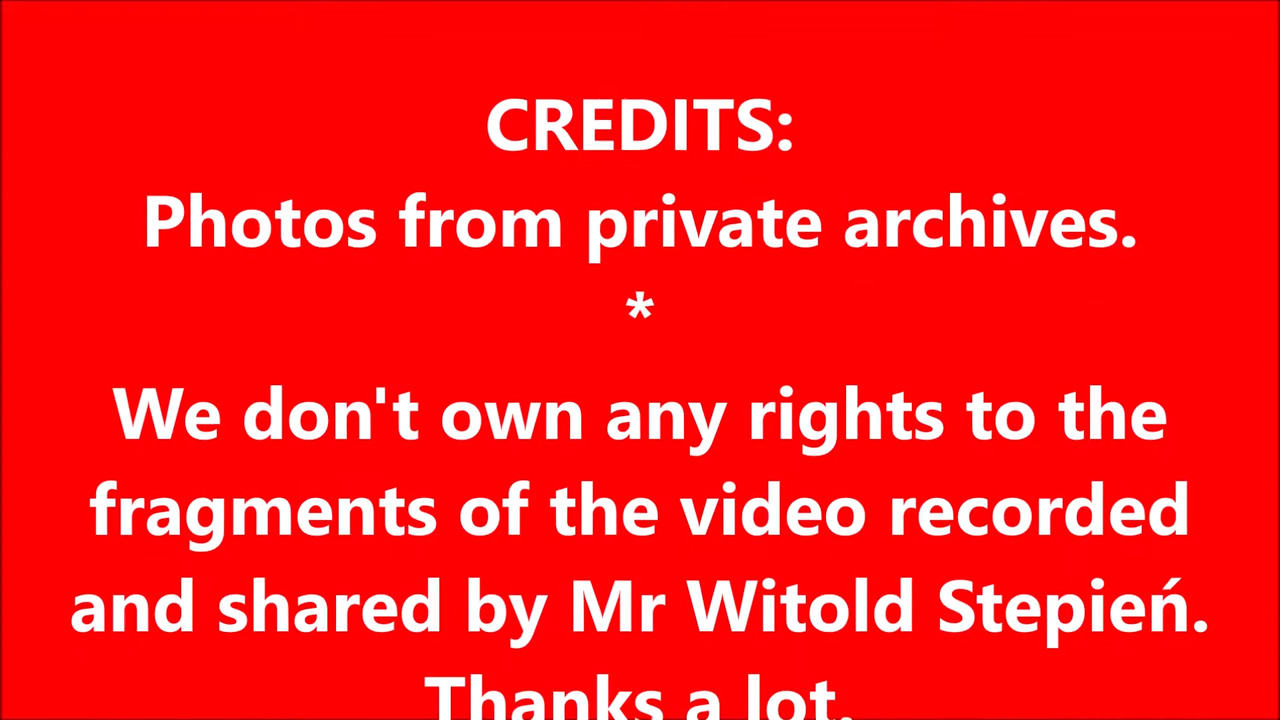 CREDITS:
Photos from private archives.
*
We don't own any rights to the
fragments of the video recorded
and shared by Mr Witold Stepień.
Thanks a lot.